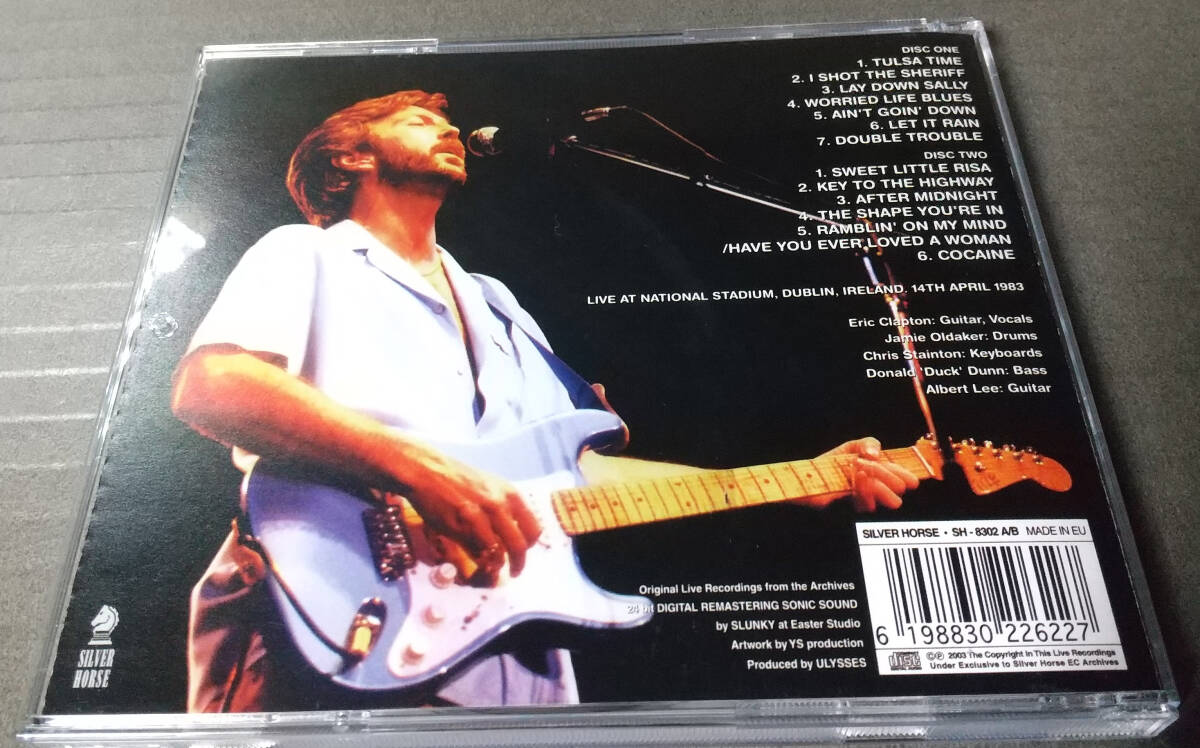 DISC ONE
1. TULSA TIME
2. I SHOT THE SHERIFF
3. LAY DOWN SALLY
4. WORRIED LIFE BLUES
5. AIN'T GOIN' DOWN
6. LET IT RAIN
7. DOUBLE TROUBLE
DISC TWO
1. SWEET LITTLE RISA
2. KEY TO THE HIGHWAY
3. AFTER MIDNIGHT
4. THE SHAPE YOU'RE IN
5. RAMBLIN' ON MY MIND
/HAVE YOU EVER LOVED A WOMAN
6. COCAINE
LIVE AT NATIONAL STADIUM, DUBLIN, IRELAND. 14TH APRIL 1983
Eric Clapton: Guitar, Vocals
Jamie Oldaker: Drums
Chris Stainton: Keyboards
Donald 'Duck' Dunn: Bass
Albert Lee: Guitar
SILVER HORSE • SH - 8302 A/B MADE IN EU
Original Live Recordings from the Archives
24 bit DIGITAL REMASTERING SONIC SOUND
by SLUNKY at Easter Studio
Artwork by YS production
Produced by ULYSSES
6 198830 226227
disc
©℗ 2003 The Copyright In This Live Recordings
Under Exclusive to Silver Horse EC Archives
SILVER
HORSE